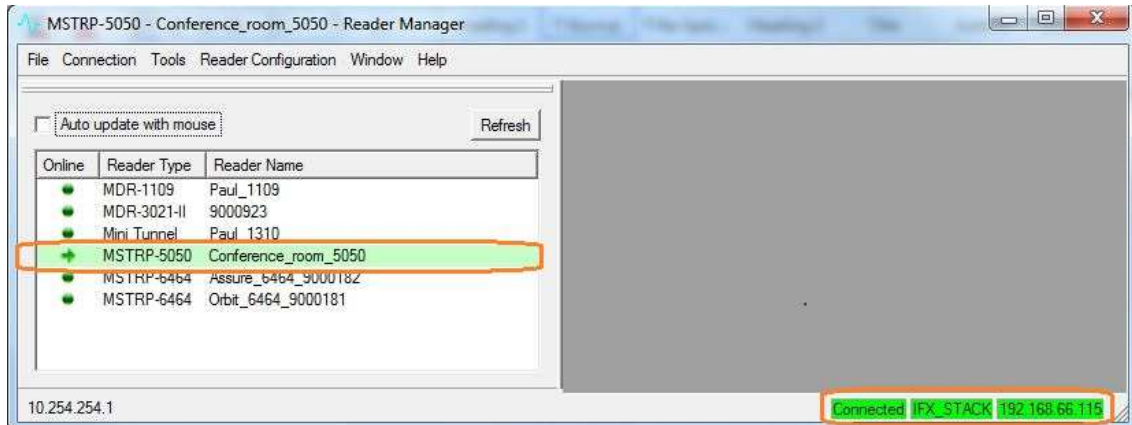 MSTRP-5050 - Conference_room_5050 - Reader Manager
File Connection Tools Reader Configuration Window Help
Auto update with mouse Refresh
Online Reader Type Reader Name
MDR-1109 Paul_1109
MDR-3021-II 9000923
Mini Tunnel Paul_1310
MSTRP-5050 Conference_room_5050
MSTRP-6464 Assure_6464_9000182
MSTRP-6464 Orbit_6464_9000181
10.254.254.1 Connected IFX_STACK 192.168.66.115